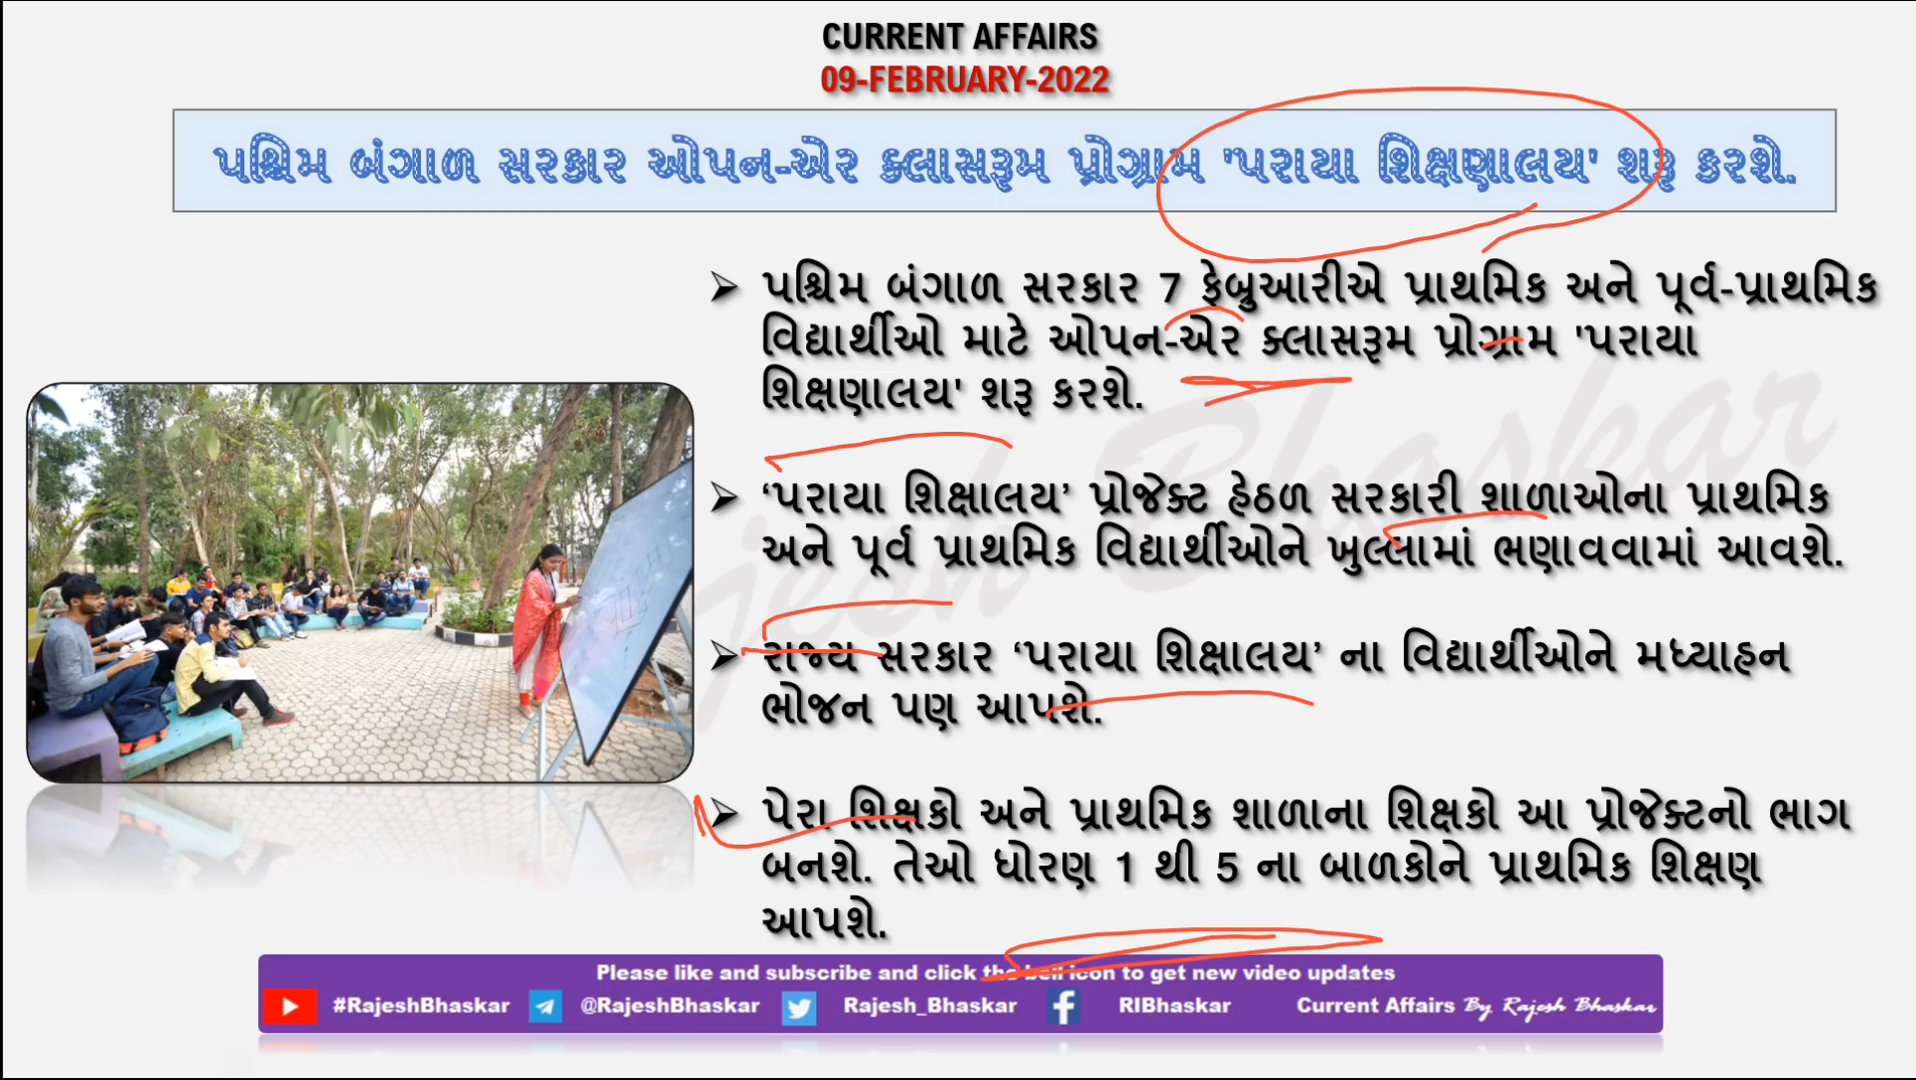 CURRENT AFFAIRS
09-FEBRUARY-2022
પશ્ચિમ બંગાળ સરકાર ઓપન-એર ક્લાસરૂમ પ્રોગ્રામ 'પરાયા શિક્ષણાલય' શરૂ કરશે.
➢ પશ્ચિમ બંગાળ સરકાર 7 ફેબ્રુઆરીએ પ્રાથમિક અને પૂર્વ-પ્રાથમિક
વિદ્યાર્થીઓ માટે ઓપન-એર ક્લાસરૂમ પ્રોગ્રામ 'પરાયા
શિક્ષણાલય' શરૂ કરશે.
➢ ‘પરાયા શિક્ષાલય’ પ્રોજેક્ટ હેઠળ સરકારી શાળાઓના પ્રાથમિક
અને પૂર્વ પ્રાથમિક વિદ્યાર્થીઓને ખુલ્લામાં ભણાવવામાં આવશે.
➢ રાજ્ય સરકાર ‘પરાયા શિક્ષાલય’ ના વિદ્યાર્થીઓને મધ્યાહન
ભોજન પણ આપશે.
➢ પેરા શિક્ષકો અને પ્રાથમિક શાળાના શિક્ષકો આ પ્રોજેક્ટનો ભાગ
બનશે. તેઓ ધોરણ 1 થી 5 ના બાળકોને પ્રાથમિક શિક્ષણ
આપશે.
Rajesh Bhaskar
Please like and subscribe and click the bell icon to get new video updates
#RajeshBhaskar @RajeshBhaskar Rajesh_Bhaskar RIBhaskar Current Affairs By Rajesh Bhaskar